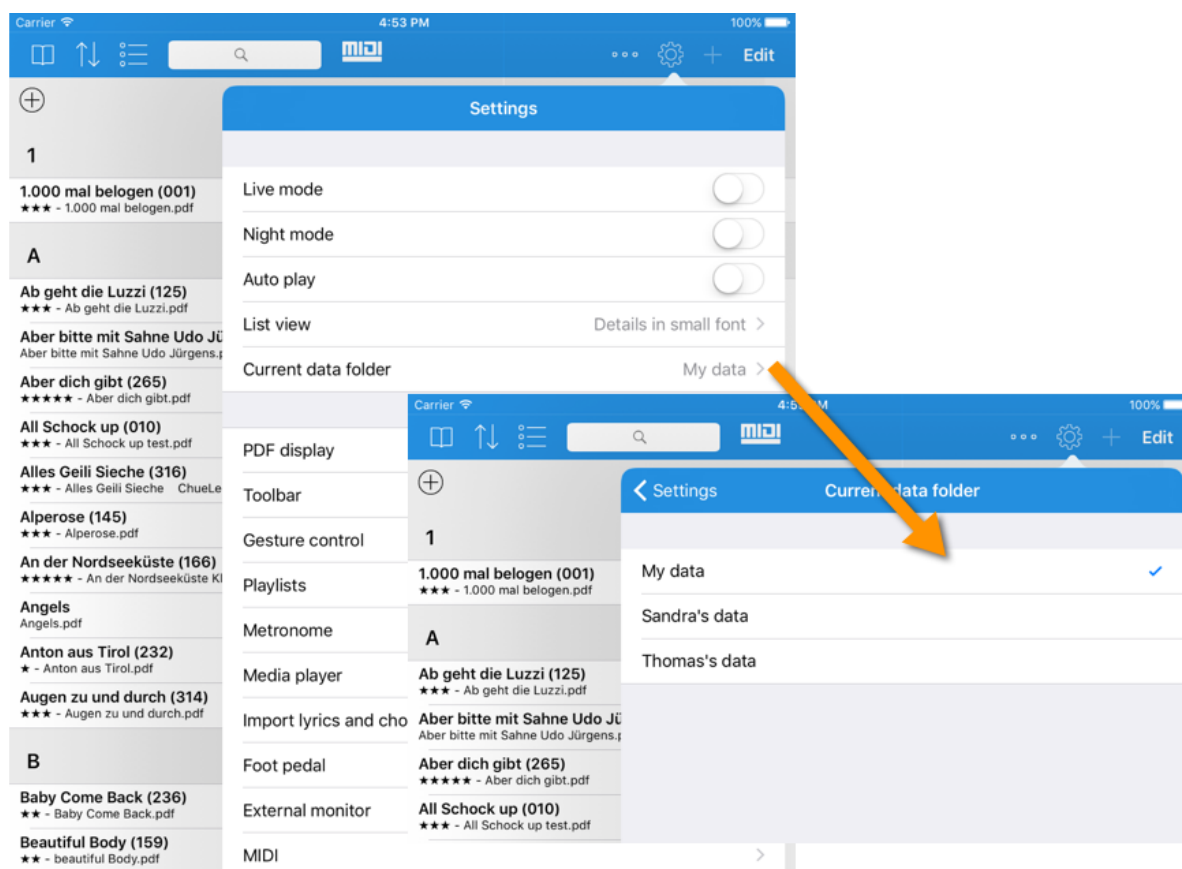 Carrier 4:53 PM 100%
MIDI Edit
Settings
1
1.000 mal belogen (001)
★★★ - 1.000 mal belogen.pdf
A
Ab geht die Luzzi (125)
★★★ - Ab geht die Luzzi.pdf
Aber bitte mit Sahne Udo Jü
Aber bitte mit Sahne Udo Jürgens.p
Aber dich gibt (265)
★★★★★ - Aber dich gibt.pdf
All Schock up (010)
★★★ - All Schock up test.pdf
Alles Geili Sieche (316)
★★★ - Alles Geili Sieche ChueLe
Alperose (145)
★★★ - Alperose.pdf
An der Nordseeküste (166)
★★★★★ - An der Nordseeküste Kl
Angels
Angels.pdf
Anton aus Tirol (232)
★ - Anton aus Tirol.pdf
Augen zu und durch (314)
★★★ - Augen zu und durch.pdf
B
Baby Come Back (236)
★★ - Baby Come Back.pdf
Beautiful Body (159)
★★ - beautiful Body.pdf
Live mode
Night mode
Auto play
List view Details in small font
Current data folder My data
PDF display
Toolbar
Gesture control
Playlists
Metronome
Media player
Import lyrics and cho
Foot pedal
External monitor
MIDI
Carrier 100%
MIDI Edit
Settings Current data folder
1
1.000 mal belogen (001)
★★★ - 1.000 mal belogen.pdf
A
Ab geht die Luzzi (125)
★★★ - Ab geht die Luzzi.pdf
Aber bitte mit Sahne Udo Jü
Aber bitte mit Sahne Udo Jürgens.p
Aber dich gibt (265)
★★★★★ - Aber dich gibt.pdf
All Schock up (010)
★★★ - All Schock up test.pdf
My data
Sandra's data
Thomas's data